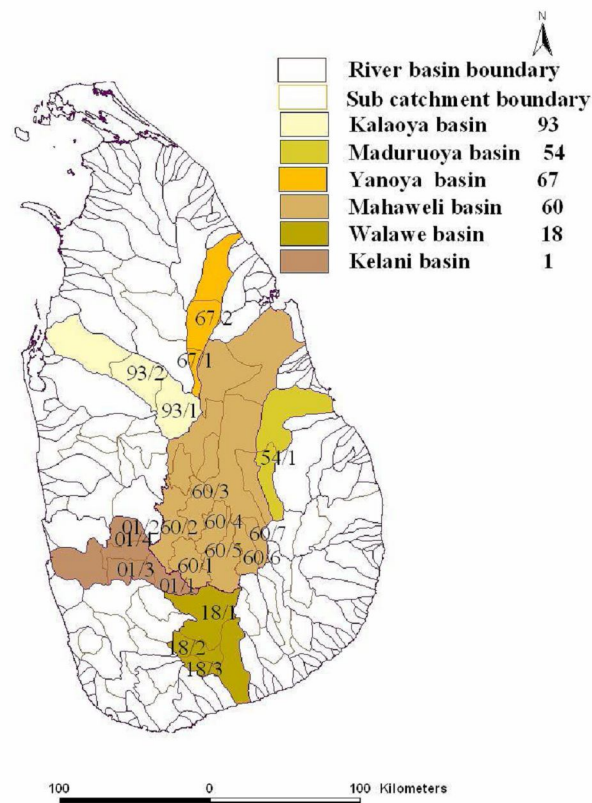 N
River basin boundary
Sub catchment boundary
Kalaoya basin 93
Maduruoya basin 54
Yanoya basin 67
Mahaweli basin 60
Walawe basin 18
Kelani basin 1
67/2
67/1
93/2
93/1
54/1
60/3
01/2 60/2 60/4
01/4 60/7
60/5 60/6
01/3 60/1
01/1
18/1
18/2
18/3
100 0 100 Kilometers